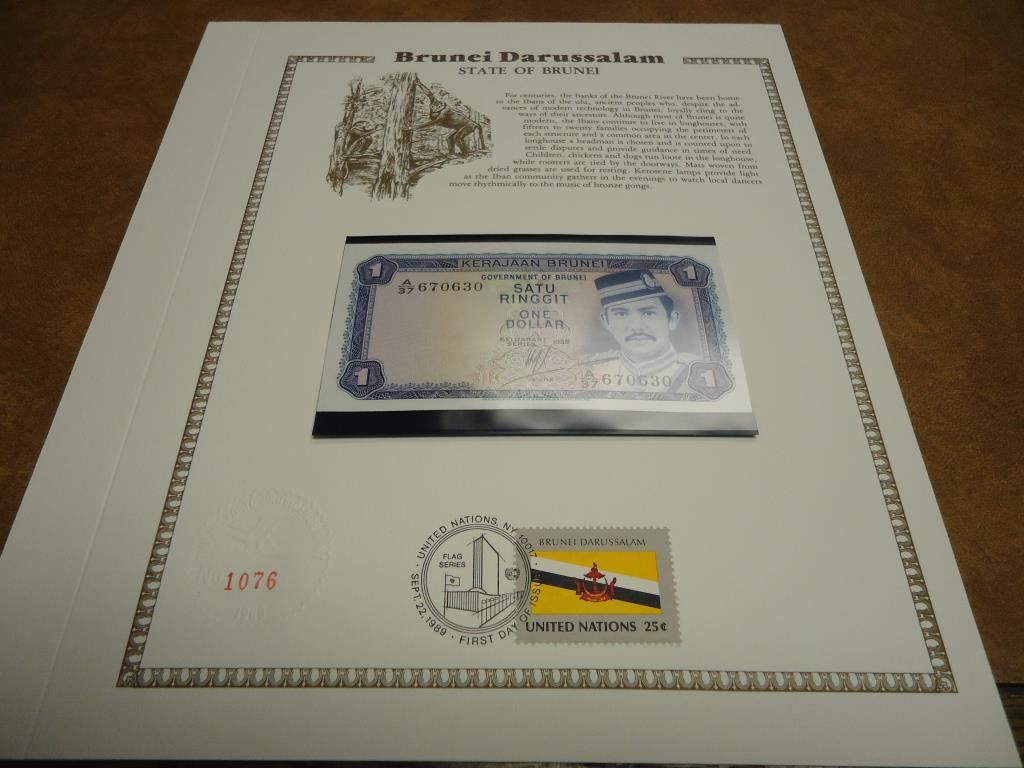 Brunei Darussalam
STATE OF BRUNEI
For centuries, the banks of the Brunei River have been home
to the Ibans of the ulu, ancient peoples who, despite the ad-
vances of modern technology in Brunei, loyally cling to the
ways of their ancestors. Although most of Brunei is quite
modern, the Ibans continue to live in longhouses, with
fifteen to twenty families occupying the perimeters of
each structure and a common area in the center. In each
longhouse a headman is chosen and is counted upon to
settle disputes and provide guidance in times of need.
Children, chickens and dogs run loose in the longhouse,
while roosters are tied by the doorways. Mats woven from
dried grasses are used for resting. Kerosene lamps provide light
as the Iban community gathers in the evenings to watch local dancers
move rhythmically to the music of bronze gongs.
1 KERAJAAN BRUNEI 1
GOVERNMENT OF BRUNEI
A/37 670630
SATU
RINGGIT
ONE
DOLLAR
KELUARAN
SERIES 1988
A/37 670630
1 1
No. 1076
UNITED NATIONS, NY 10017
FLAG
SERIES
SEPT. 22, 1989 · FIRST DAY OF ISSUE
BRUNEI DARUSSALAM
UNITED NATIONS 25¢